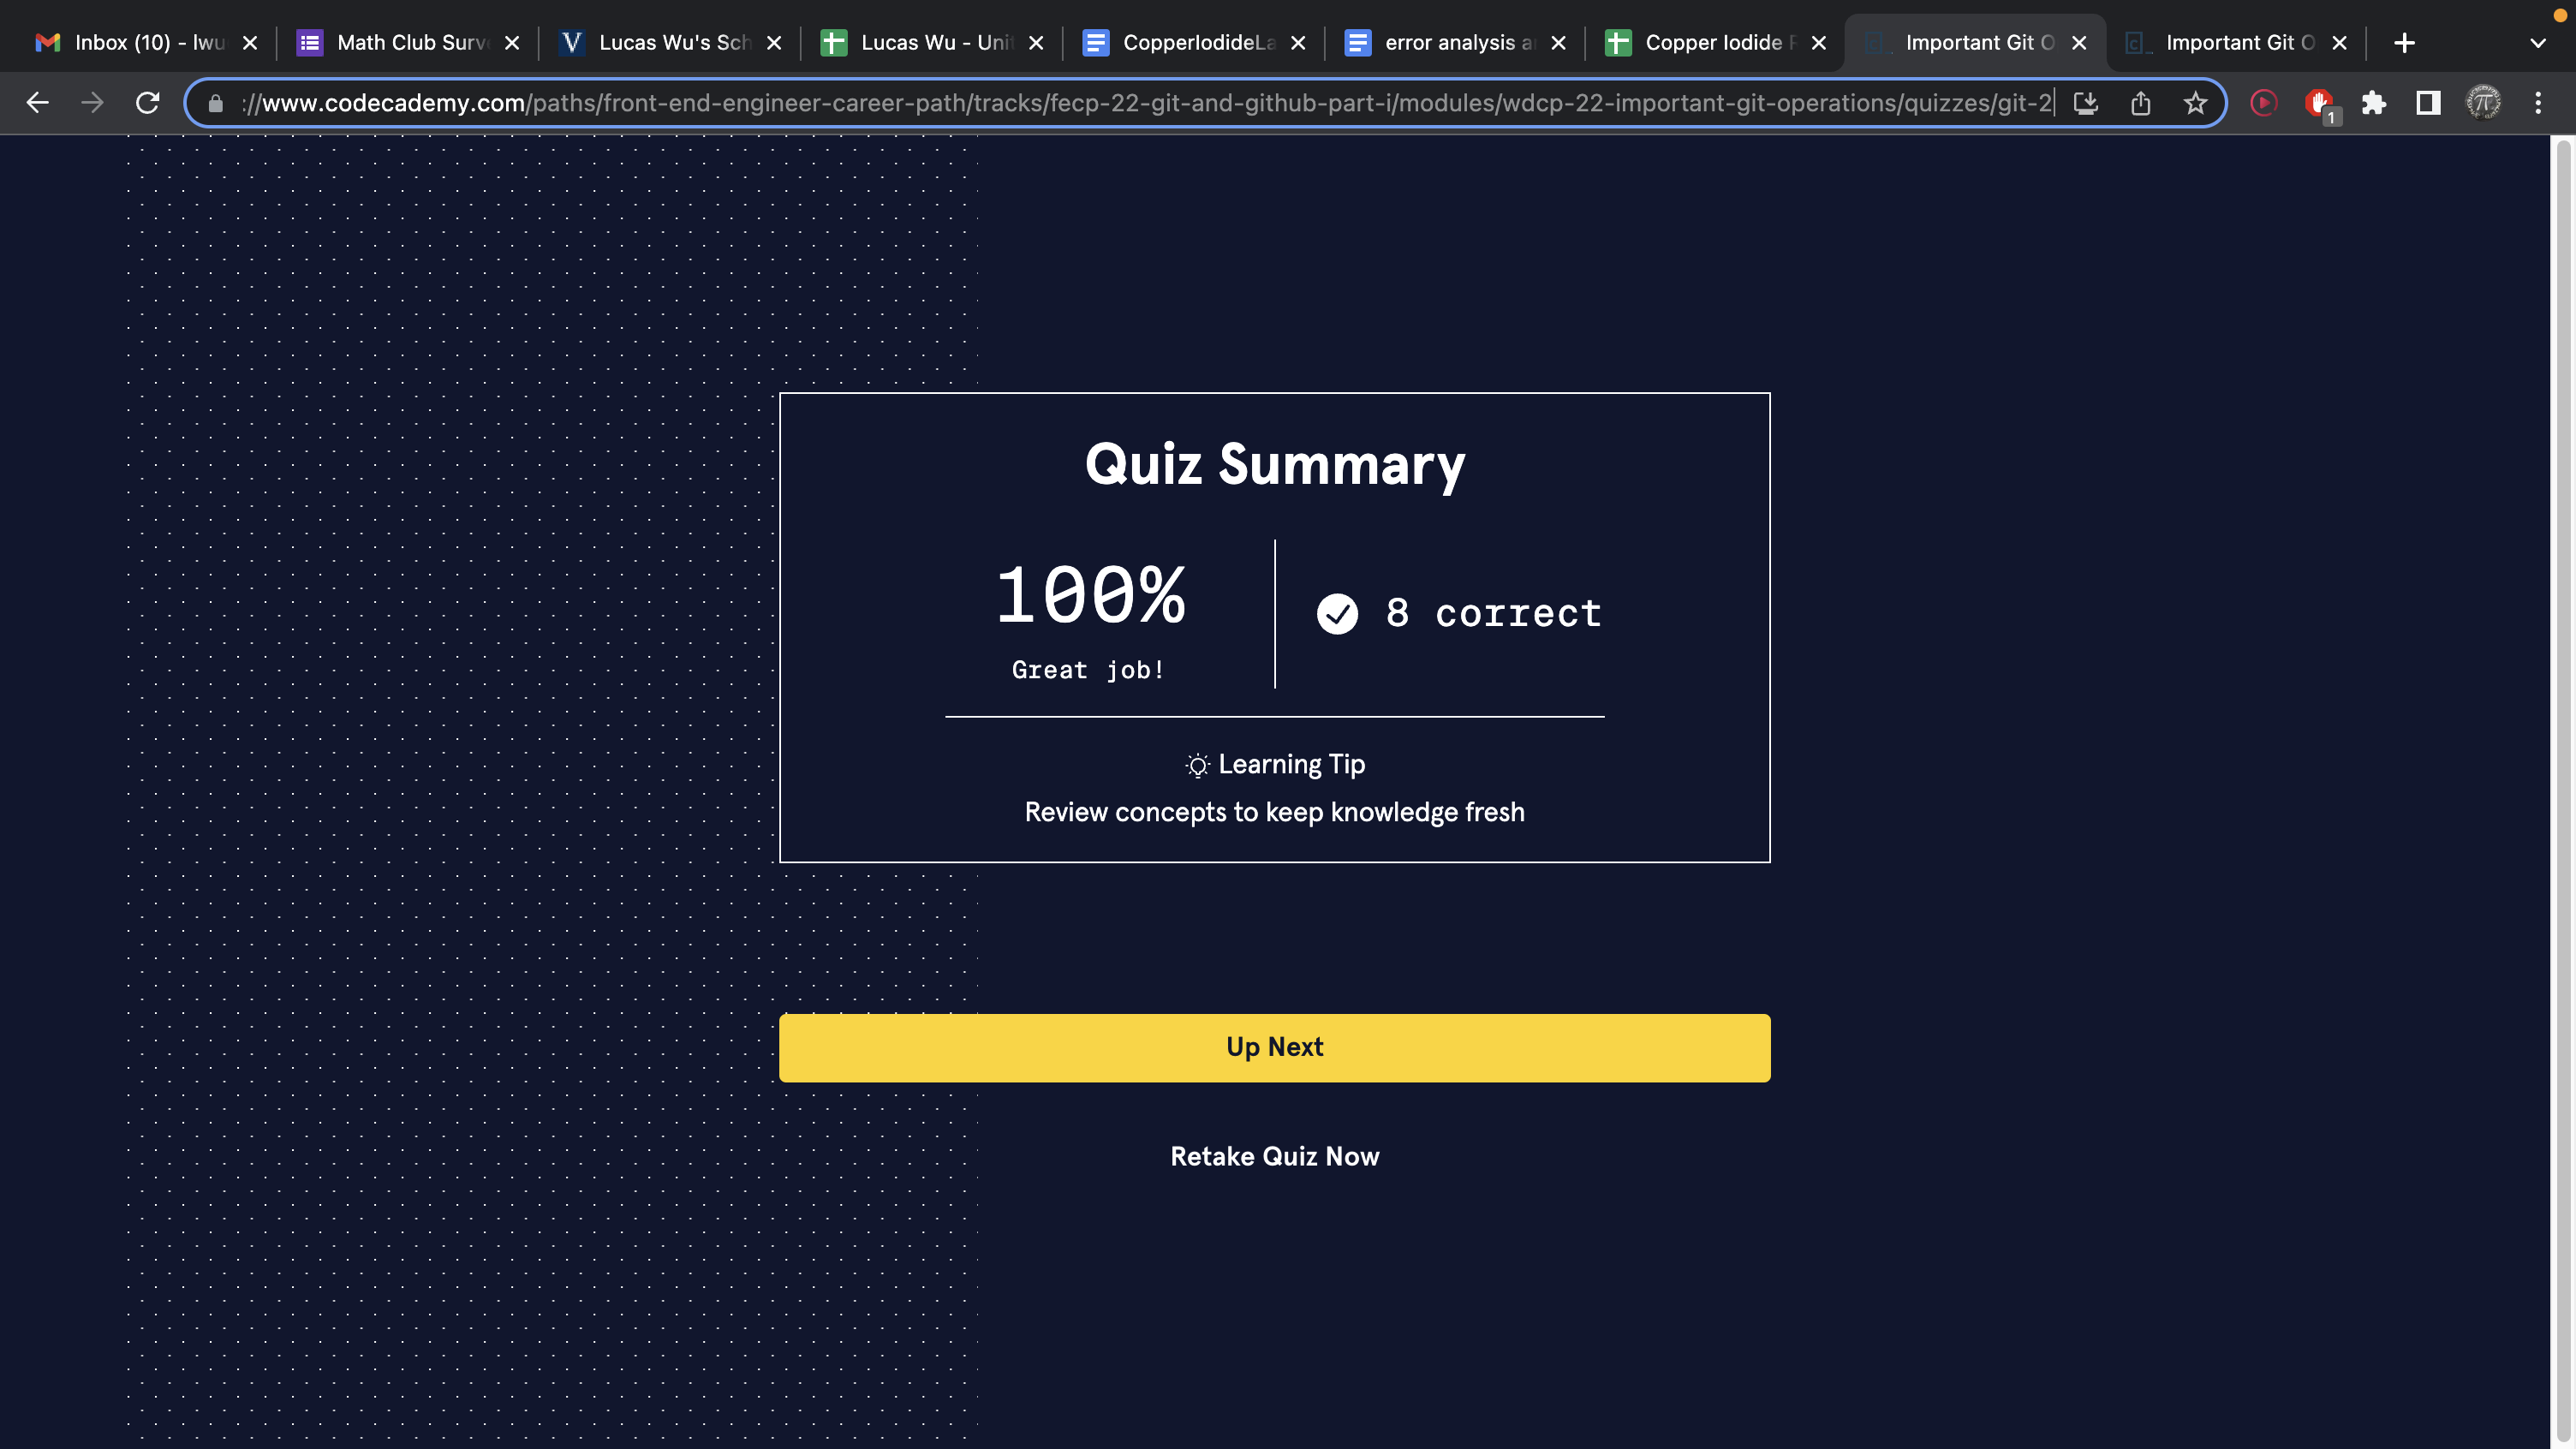 Inbox (10) - lwu
Math Club Surve
Lucas Wu's Sch
Lucas Wu - Unit
CopperIodideLa
error analysis a
Copper Iodide R
Important Git O
Important Git O
://www.codecademy.com/paths/front-end-engineer-career-path/tracks/fecp-22-git-and-github-part-i/modules/wdcp-22-important-git-operations/quizzes/git-2
1
Quiz Summary
100%
8 correct
Great job!
Learning Tip
Review concepts to keep knowledge fresh
Up Next
Retake Quiz Now